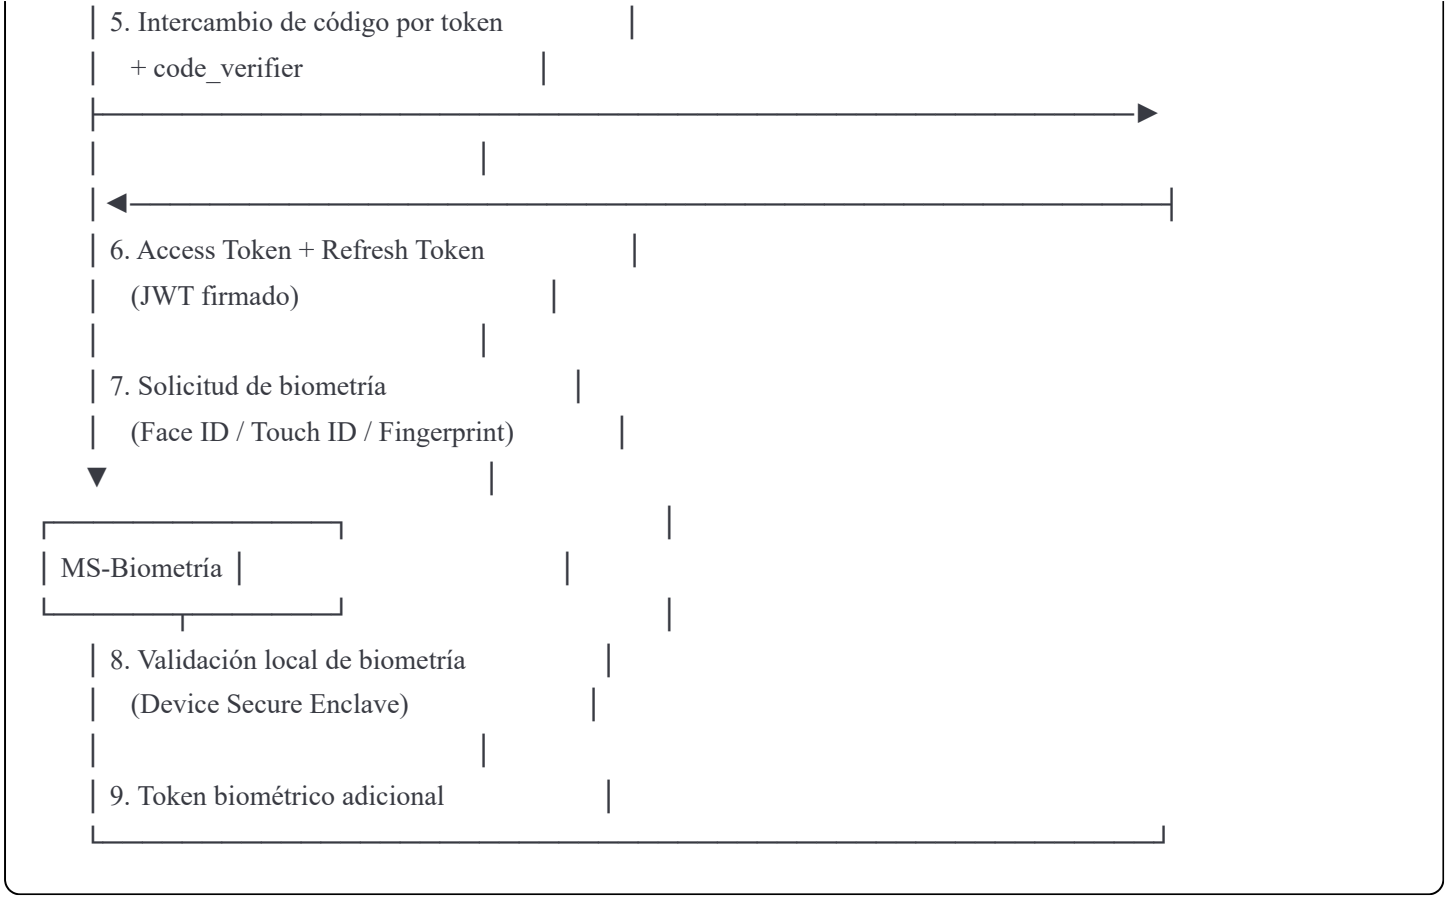 5. Intercambio de código por token
+ code_verifier
6. Access Token + Refresh Token
(JWT firmado)
7. Solicitud de biometría
(Face ID / Touch ID / Fingerprint)
MS-Biometría
8. Validación local de biometría
(Device Secure Enclave)
9. Token biométrico adicional